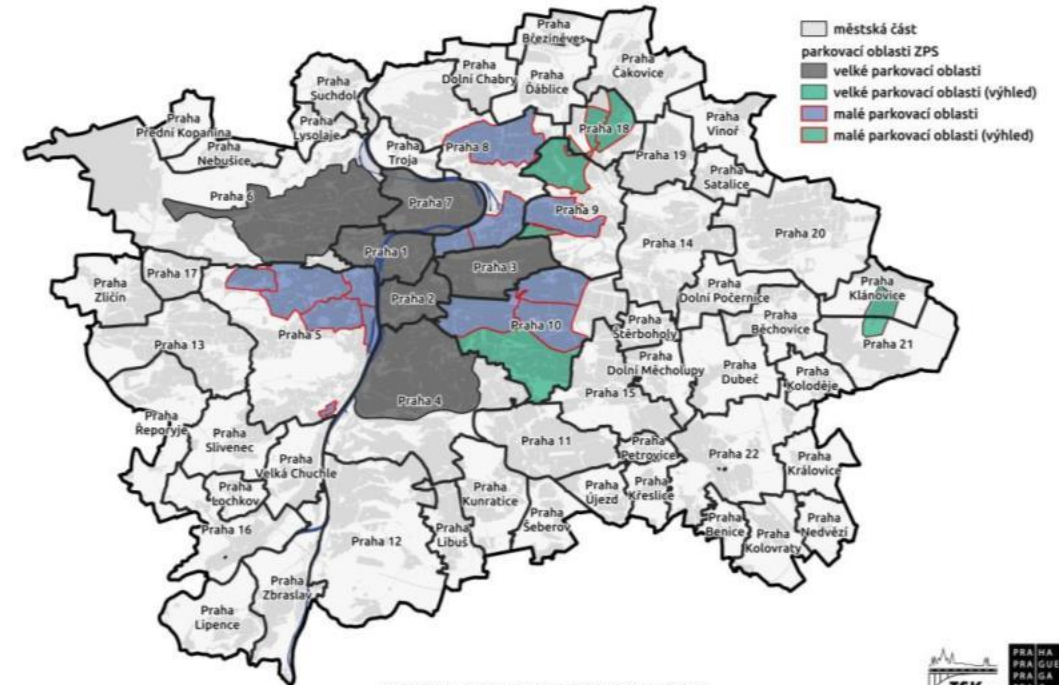 městská část
parkovací oblasti ZPS
velké parkovací oblasti
velké parkovací oblasti (výhled)
malé parkovací oblasti
malé parkovací oblasti (výhled)
Praha
Březiněves
Praha
Dolní Chabry
Praha
Ďáblice
Praha
Čakovice
Praha
Suchdol
Praha
Přední Kopanina
Praha
Lysolaje
Praha
Nebušice
Praha
Troja
Praha 8
Praha 18
Praha
Vinoř
Praha 19
Praha
Satalice
Praha 6
Praha 7
Praha 9
Praha 20
Praha 14
Praha 1
Praha 3
Praha 17
Praha
Zličín
Praha 2
Praha
Dolní Počernice
Praha
Klánovice
Praha 5
Praha 10
Praha
Štěrboholy
Praha
Běchovice
Praha 21
Praha 13
Praha
Dolní Měcholupy
Praha
Dubeč
Praha
Koloděje
Praha 4
Praha 15
Praha
Řeporyje
Praha
Slivenec
Praha
Velká Chuchle
Praha 11
Praha
Petrovice
Praha 22
Praha
Královice
Praha
Lochkov
Praha
Kunratice
Praha
Újezd
Praha
Křeslice
Praha
Šeberov
Praha 16
Praha 12
Praha
Libuš
Praha
Benice
Praha
Kolovraty
Praha
Nedvězí
Praha
Zbraslav
Praha
Lipence
TSK
PRA HA
PRA GUE
PRA GA